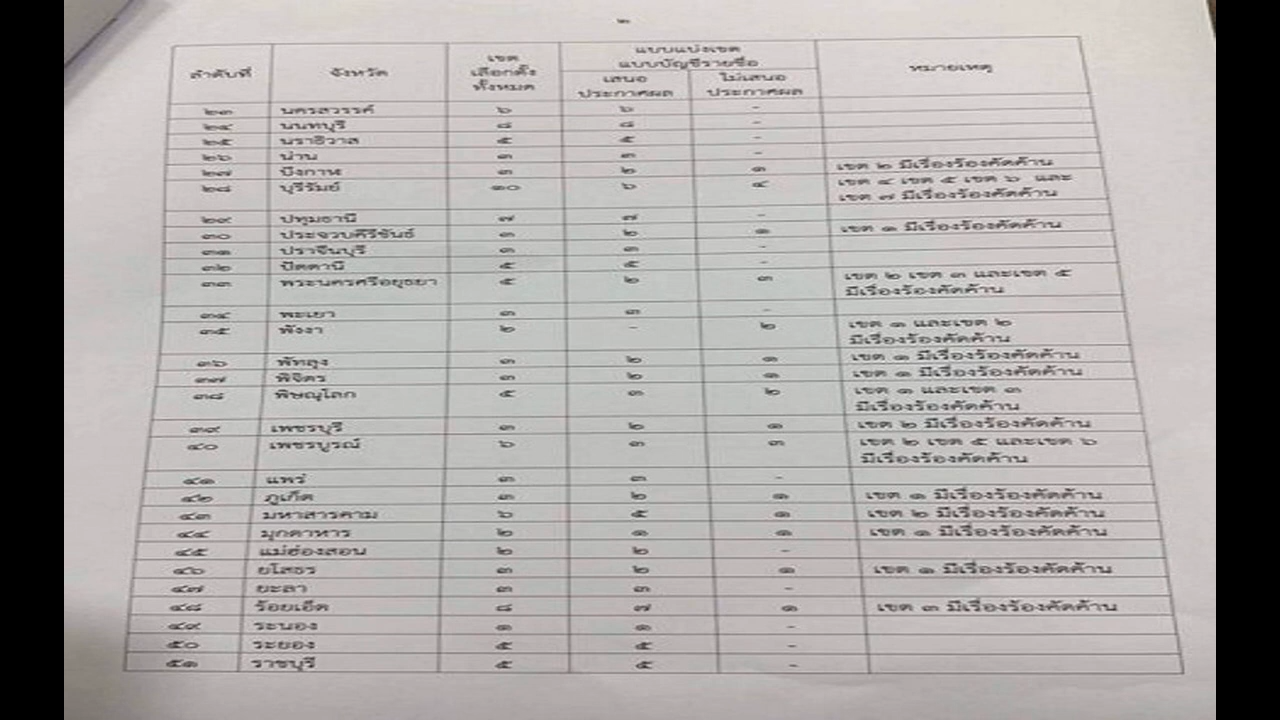 ๒
ลำดับที่ จังหวัด เขตเลือกตั้งทั้งหมด แบบแบ่งเขต แบบบัญชีรายชื่อ หมายเหตุ
เสนอประกาศผล ไม่เสนอประกาศผล
๒๓ นครสวรรค์ ๖ ๖ -
๒๔ นนทบุรี ๘ ๘ -
๒๕ นราธิวาส ๕ ๕ -
๒๖ น่าน ๓ ๓ -
๒๗ บึงกาฬ ๓ ๒ ๑ เขต ๒ มีเรื่องร้องคัดค้าน
๒๘ บุรีรัมย์ ๑๐ ๖ ๔ เขต ๔ เขต ๕ เขต ๖ และ
เขต ๗ มีเรื่องร้องคัดค้าน
๒๙ ปทุมธานี ๗ ๗ -
๓๐ ประจวบคีรีขันธ์ ๓ ๒ ๑ เขต ๑ มีเรื่องร้องคัดค้าน
๓๑ ปราจีนบุรี ๓ ๓ -
๓๒ ปัตตานี ๕ ๕ -
๓๓ พระนครศรีอยุธยา ๕ ๒ ๓ เขต ๒ เขต ๓ และเขต ๕
มีเรื่องร้องคัดค้าน
๓๔ พะเยา ๓ ๓ -
๓๕ พังงา ๒ - ๒ เขต ๑ และเขต ๒
มีเรื่องร้องคัดค้าน
๓๖ พัทลุง ๓ ๒ ๑ เขต ๑ มีเรื่องร้องคัดค้าน
๓๗ พิจิตร ๓ ๒ ๑ เขต ๑ มีเรื่องร้องคัดค้าน
๓๘ พิษณุโลก ๕ ๓ ๒ เขต ๑ และเขต ๓
มีเรื่องร้องคัดค้าน
๓๙ เพชรบุรี ๓ ๒ ๑ เขต ๒ มีเรื่องร้องคัดค้าน
๔๐ เพชรบูรณ์ ๖ ๓ ๓ เขต ๒ เขต ๕ และเขต ๖
มีเรื่องร้องคัดค้าน
๔๑ แพร่ ๓ ๓ -
๔๒ ภูเก็ต ๓ ๒ ๑ เขต ๑ มีเรื่องร้องคัดค้าน
๔๓ มหาสารคาม ๖ ๕ ๑ เขต ๒ มีเรื่องร้องคัดค้าน
๔๔ มุกดาหาร ๒ ๑ ๑ เขต ๑ มีเรื่องร้องคัดค้าน
๔๕ แม่ฮ่องสอน ๒ ๒ -
๔๖ ยโสธร ๓ ๒ ๑ เขต ๑ มีเรื่องร้องคัดค้าน
๔๗ ยะลา ๓ ๓ -
๔๘ ร้อยเอ็ด ๘ ๗ ๑ เขต ๓ มีเรื่องร้องคัดค้าน
๔๙ ระนอง ๑ ๑ -
๕๐ ระยอง ๕ ๕ -
๕๑ ราชบุรี ๕ ๕ -